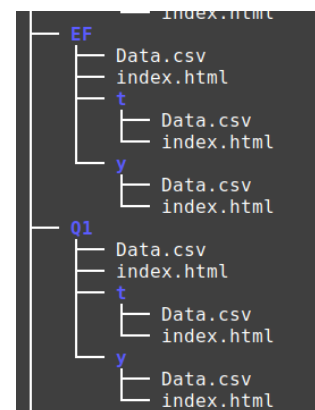 index.html
EF
Data.csv
index.html
t
Data.csv
index.html
y
Data.csv
index.html
Q1
Data.csv
index.html
t
Data.csv
index.html
y
Data.csv
index.html